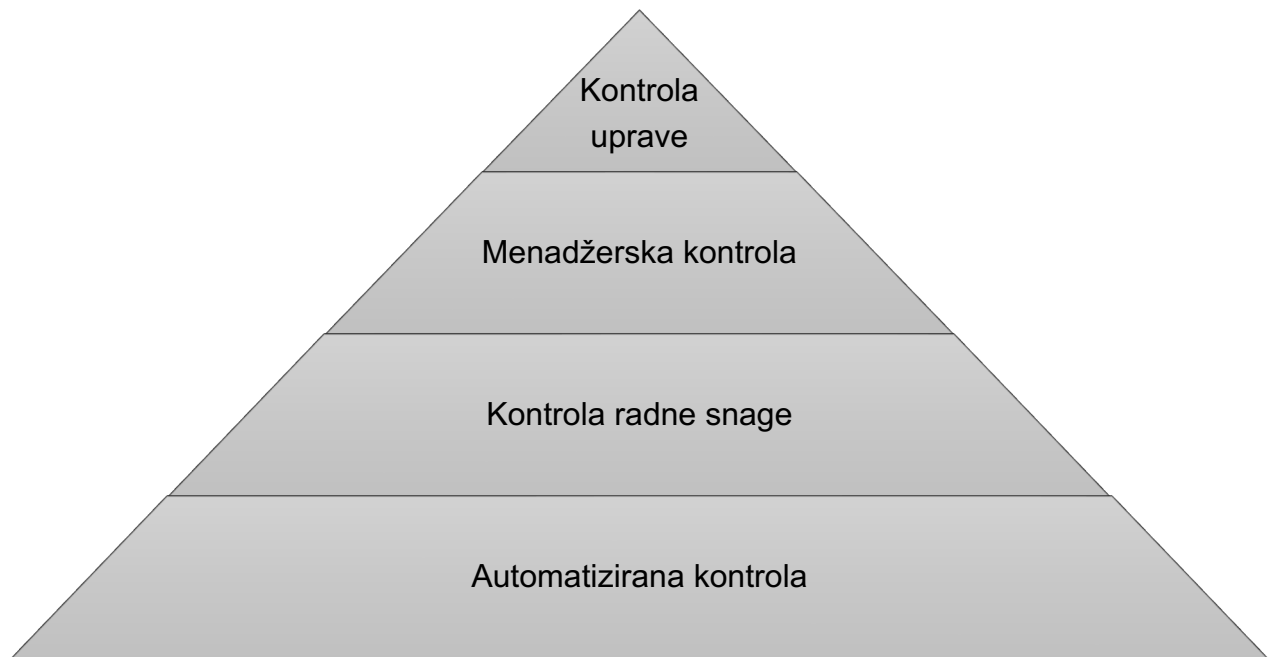 Kontrola
uprave
Menadžerska kontrola
Kontrola radne snage
Automatizirana kontrola